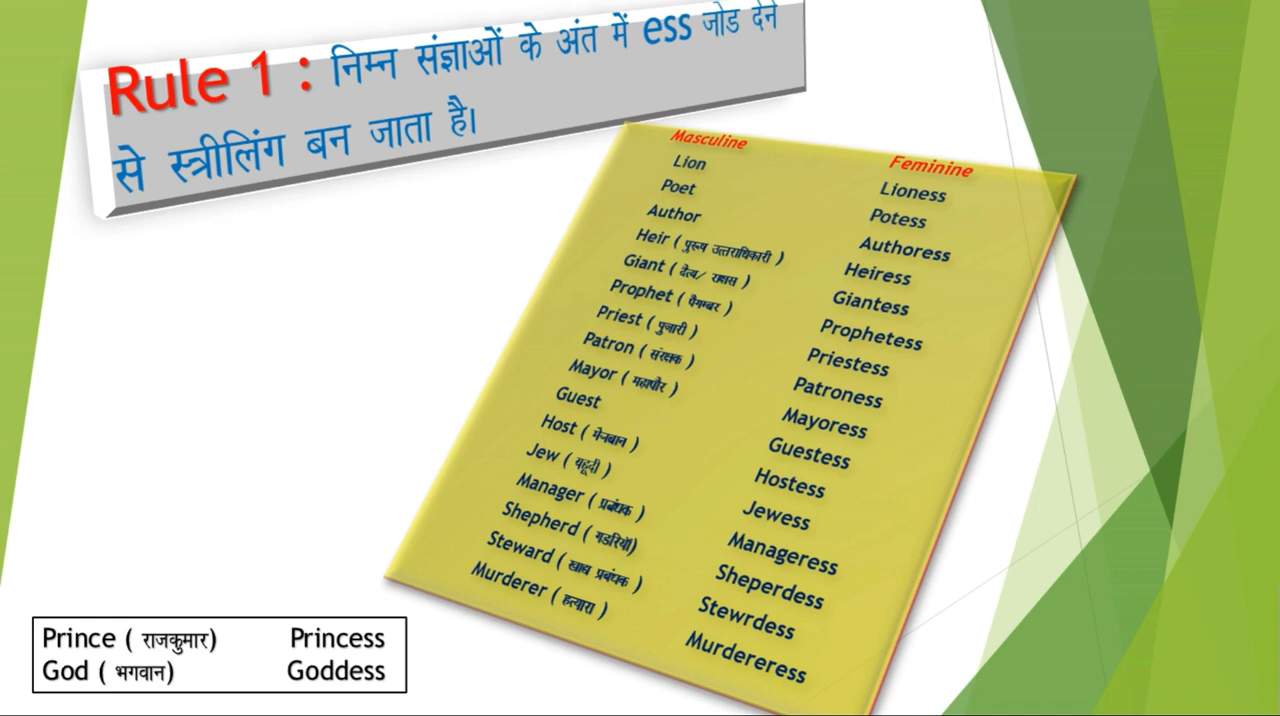 Rule 1 : निम्न संज्ञाओं के अंत में ess जोड देने
से स्त्रीलिंग बन जाता है।
Masculine Feminine
Lion Lioness
Poet Potess
Author Authoress
Heir ( पुरूष उत्तराधिकारी ) Heiress
Giant ( दैत्य/ राक्षस ) Giantess
Prophet ( पैगम्बर ) Prophetess
Priest ( पुजारी ) Priestess
Patron ( संरक्षक ) Patroness
Mayor ( महापौर ) Mayoress
Guest Guestess
Host ( मेजबान ) Hostess
Jew ( यहूदी ) Jewess
Manager ( प्रबंधक ) Manageress
Shepherd ( गडरियॉ) Sheperdess
Steward ( खाद्य प्रबंधक ) Stewrdess
Murderer ( हत्यारा ) Murdereress
Prince ( राजकुमार) Princess
God ( भगवान) Goddess